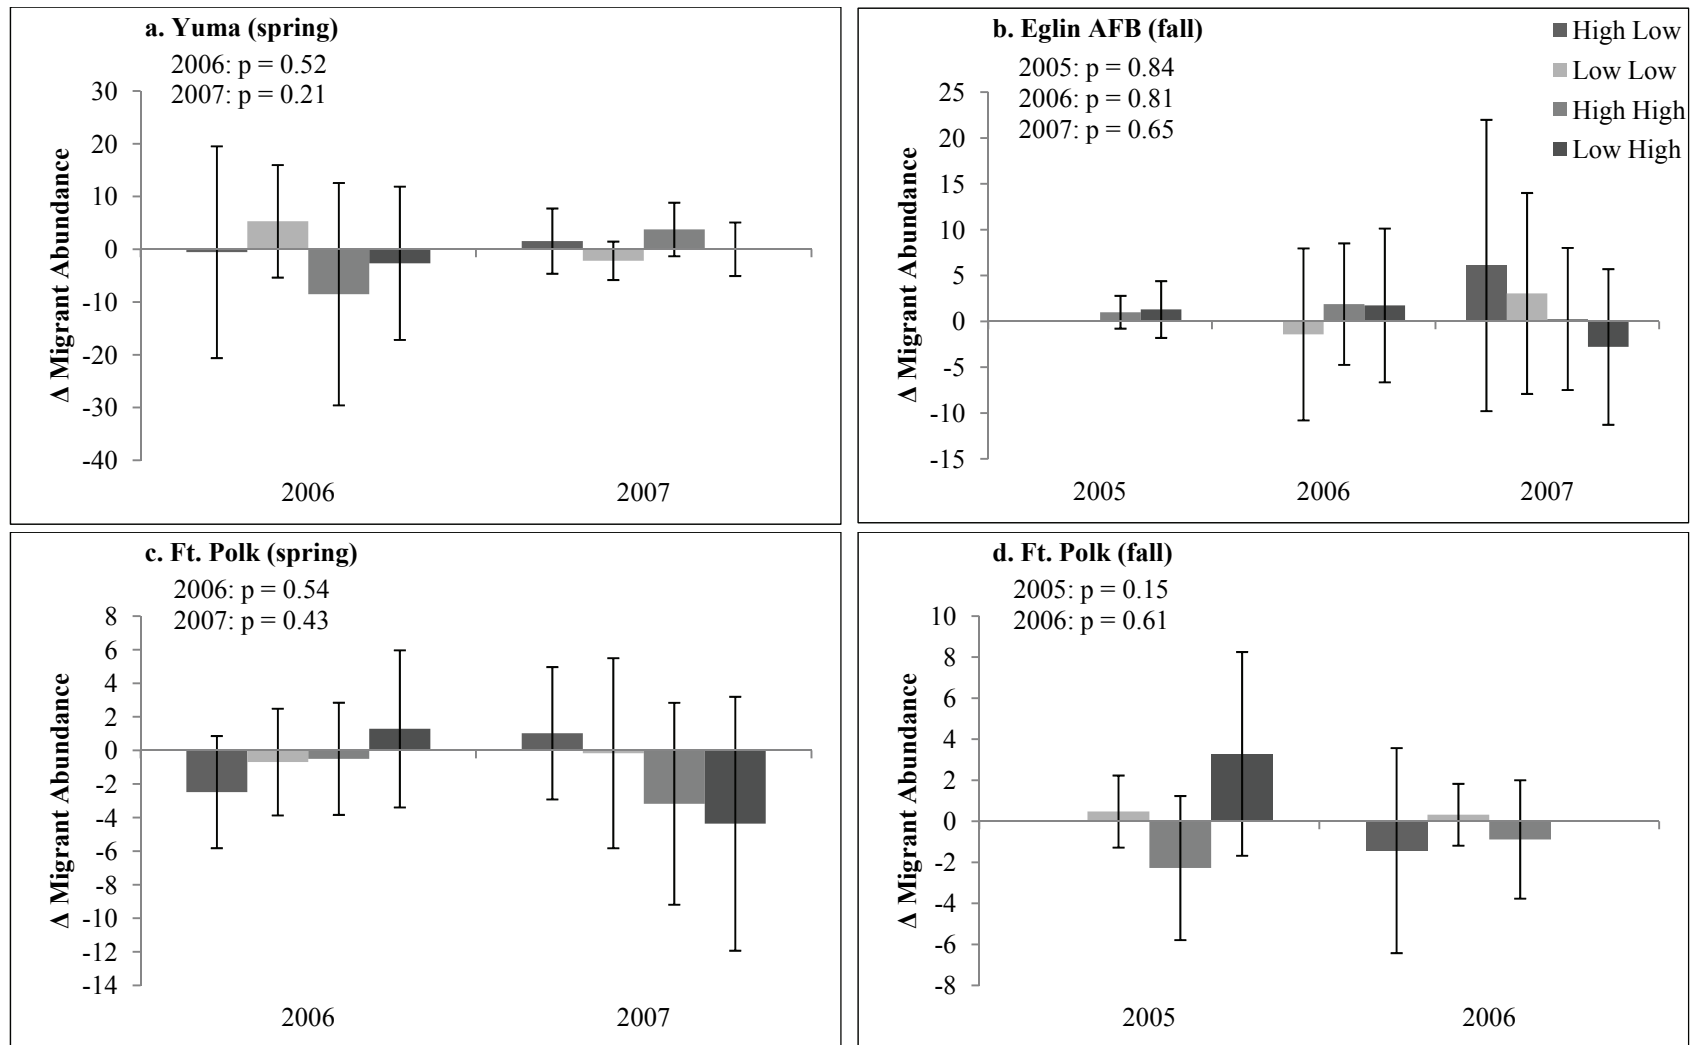 a. Yuma (spring)
2006: p = 0.52
2007: p = 0.21
Δ Migrant Abundance
30
20
10
0
-10
-20
-30
-40
2006
2007
b. Eglin AFB (fall)
2005: p = 0.84
2006: p = 0.81
2007: p = 0.65
High Low
Low Low
High High
Low High
Δ Migrant Abundance
25
20
15
10
5
0
-5
-10
-15
2005
2006
2007
c. Ft. Polk (spring)
2006: p = 0.54
2007: p = 0.43
Δ Migrant Abundance
8
6
4
2
0
-2
-4
-6
-8
-10
-12
-14
2006
2007
d. Ft. Polk (fall)
2005: p = 0.15
2006: p = 0.61
Δ Migrant Abundance
10
8
6
4
2
0
-2
-4
-6
-8
2005
2006